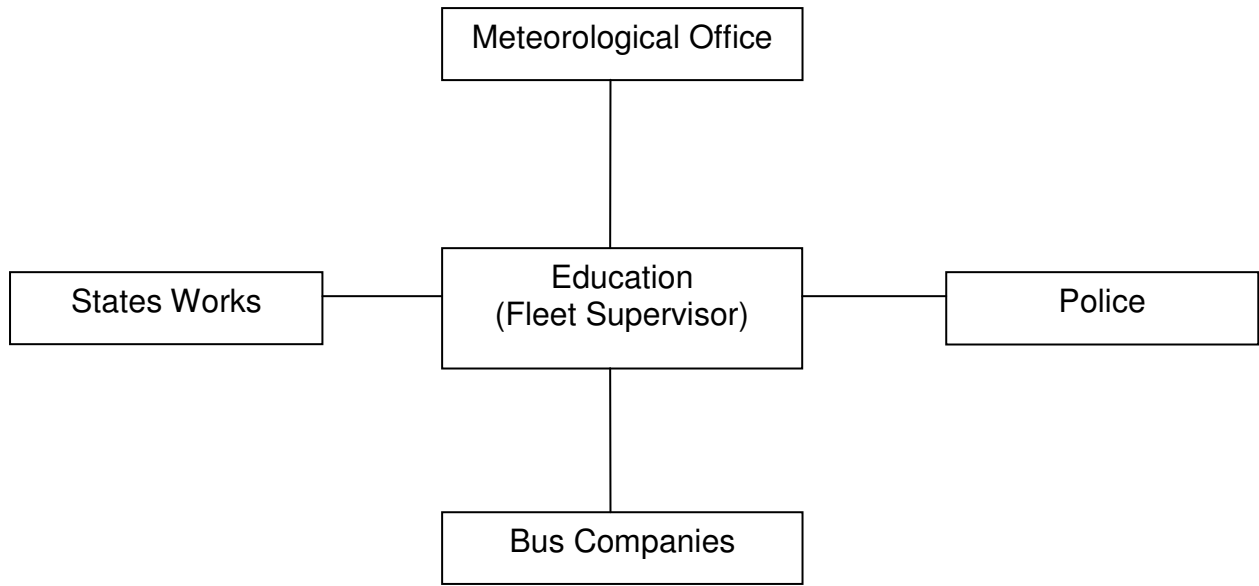 Meteorological Office
States Works
Education
(Fleet Supervisor)
Police
Bus Companies